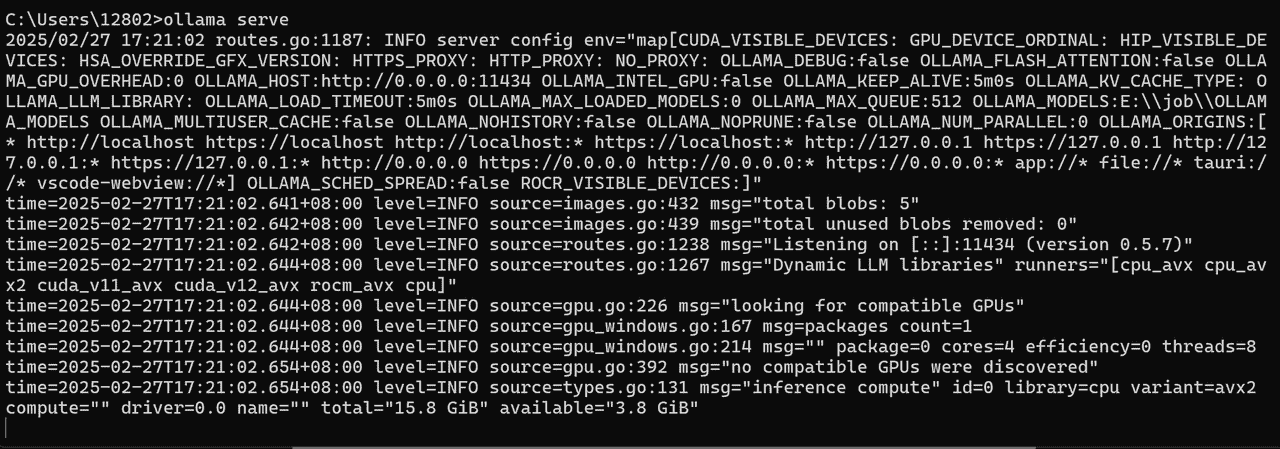 C:\Users\12802>ollama serve
2025/02/27 17:21:02 routes.go:1187: INFO server config env="map[CUDA_VISIBLE_DEVICES: GPU_DEVICE_ORDINAL: HIP_VISIBLE_DE
VICES: HSA_OVERRIDE_GFX_VERSION: HTTPS_PROXY: HTTP_PROXY: NO_PROXY: OLLAMA_DEBUG:false OLLAMA_FLASH_ATTENTION:false OLLA
MA_GPU_OVERHEAD:0 OLLAMA_HOST:http://0.0.0.0:11434 OLLAMA_INTEL_GPU:false OLLAMA_KEEP_ALIVE:5m0s OLLAMA_KV_CACHE_TYPE: O
LLAMA_LLM_LIBRARY: OLLAMA_LOAD_TIMEOUT:5m0s OLLAMA_MAX_LOADED_MODELS:0 OLLAMA_MAX_QUEUE:512 OLLAMA_MODELS:E:\\job\\OLLAM
A_MODELS OLLAMA_MULTIUSER_CACHE:false OLLAMA_NOHISTORY:false OLLAMA_NOPRUNE:false OLLAMA_NUM_PARALLEL:0 OLLAMA_ORIGINS:[
* http://localhost https://localhost http://localhost:* https://localhost:* http://127.0.0.1 https://127.0.0.1 http://12
7.0.0.1:* https://127.0.0.1:* http://0.0.0.0 https://0.0.0.0 http://0.0.0.0:* https://0.0.0.0:* app://* file://* tauri:/
/* vscode-webview://*] OLLAMA_SCHED_SPREAD:false ROCR_VISIBLE_DEVICES:]"
time=2025-02-27T17:21:02.641+08:00 level=INFO source=images.go:432 msg="total blobs: 5"
time=2025-02-27T17:21:02.642+08:00 level=INFO source=images.go:439 msg="total unused blobs removed: 0"
time=2025-02-27T17:21:02.642+08:00 level=INFO source=routes.go:1238 msg="Listening on [::]:11434 (version 0.5.7)"
time=2025-02-27T17:21:02.644+08:00 level=INFO source=routes.go:1267 msg="Dynamic LLM libraries" runners="[cpu_avx cpu_av
x2 cuda_v11_avx cuda_v12_avx rocm_avx cpu]"
time=2025-02-27T17:21:02.644+08:00 level=INFO source=gpu.go:226 msg="looking for compatible GPUs"
time=2025-02-27T17:21:02.644+08:00 level=INFO source=gpu_windows.go:167 msg=packages count=1
time=2025-02-27T17:21:02.644+08:00 level=INFO source=gpu_windows.go:214 msg="" package=0 cores=4 efficiency=0 threads=8
time=2025-02-27T17:21:02.654+08:00 level=INFO source=gpu.go:392 msg="no compatible GPUs were discovered"
time=2025-02-27T17:21:02.654+08:00 level=INFO source=types.go:131 msg="inference compute" id=0 library=cpu variant=avx2
compute="" driver=0.0 name="" total="15.8 GiB" available="3.8 GiB"